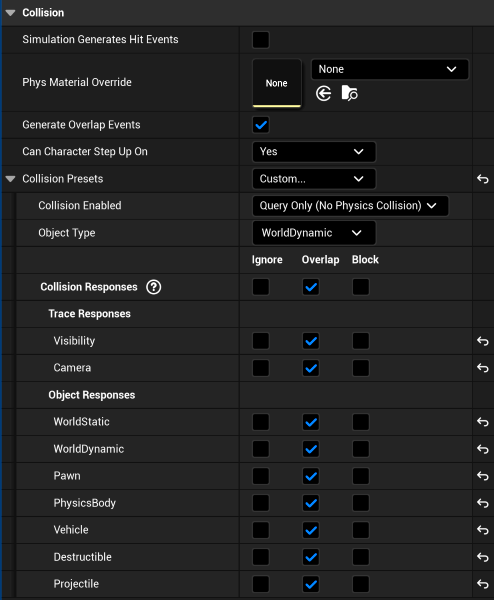 Collision
Simulation Generates Hit Events
Phys Material Override
None
None
Generate Overlap Events
Can Character Step Up On
Yes
Collision Presets
Custom...
Collision Enabled
Query Only (No Physics Collision)
Object Type
WorldDynamic
Ignore Overlap Block
Collision Responses ?
Trace Responses
Visibility
Camera
Object Responses
WorldStatic
WorldDynamic
Pawn
PhysicsBody
Vehicle
Destructible
Projectile